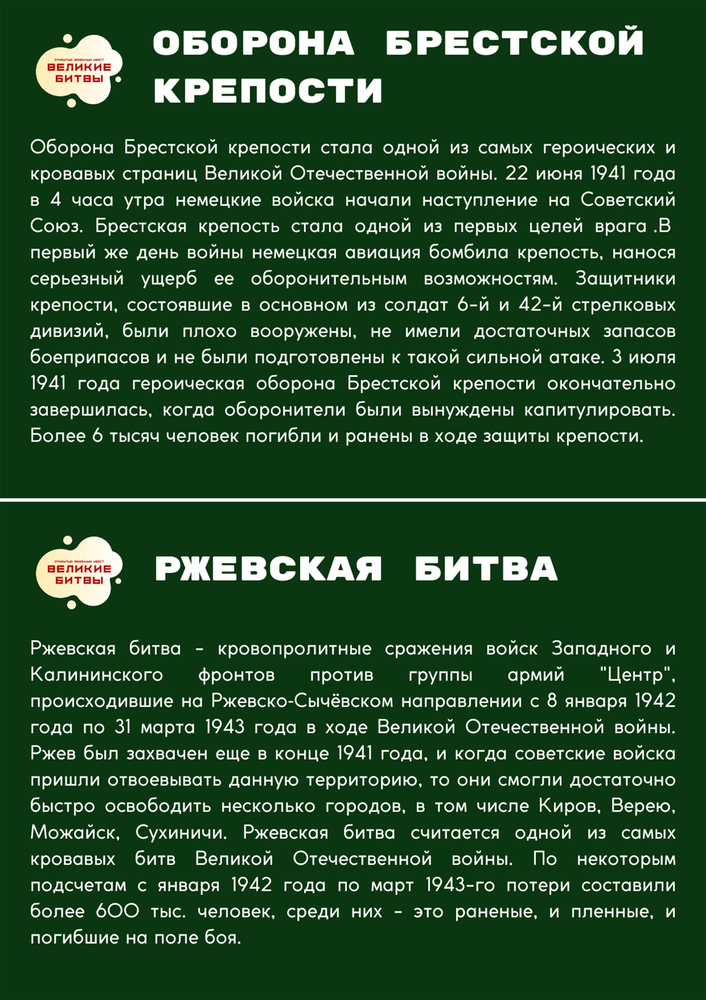 ОТКРЫТЫЙ РАЙОННЫЙ КВЕСТ
ВЕЛИКИЕ
БИТВЫ
ОБОРОНА БРЕСТСКОЙ
КРЕПОСТИ
Оборона Брестской крепости стала одной из самых героических и
кровавых страниц Великой Отечественной войны. 22 июня 1941 года
в 4 часа утра немецкие войска начали наступление на Советский
Союз. Брестская крепость стала одной из первых целей врага .В
первый же день войны немецкая авиация бомбила крепость, нанося
серьезный ущерб ее оборонительным возможностям. Защитники
крепости, состоявшие в основном из солдат 6-й и 42-й стрелковых
дивизий, были плохо вооружены, не имели достаточных запасов
боеприпасов и не были подготовлены к такой сильной атаке. 3 июля
1941 года героическая оборона Брестской крепости окончательно
завершилась, когда оборонители были вынуждены капитулировать.
Более 6 тысяч человек погибли и ранены в ходе защиты крепости.
ОТКРЫТЫЙ РАЙОННЫЙ КВЕСТ
ВЕЛИКИЕ
БИТВЫ
РЖЕВСКАЯ БИТВА
Ржевская битва - кровопролитные сражения войск Западного и
Калининского фронтов против группы армий "Центр",
происходившие на Ржевско-Сычёвском направлении с 8 января 1942
года по 31 марта 1943 года в ходе Великой Отечественной войны.
Ржев был захвачен еще в конце 1941 года, и когда советские войска
пришли отвоевывать данную территорию, то они смогли достаточно
быстро освободить несколько городов, в том числе Киров, Верею,
Можайск, Сухиничи. Ржевская битва считается одной из самых
кровавых битв Великой Отечественной войны. По некоторым
подсчетам с января 1942 года по март 1943-го потери составили
более 600 тыс. человек, среди них - это раненые, и пленные, и
погибшие на поле боя.